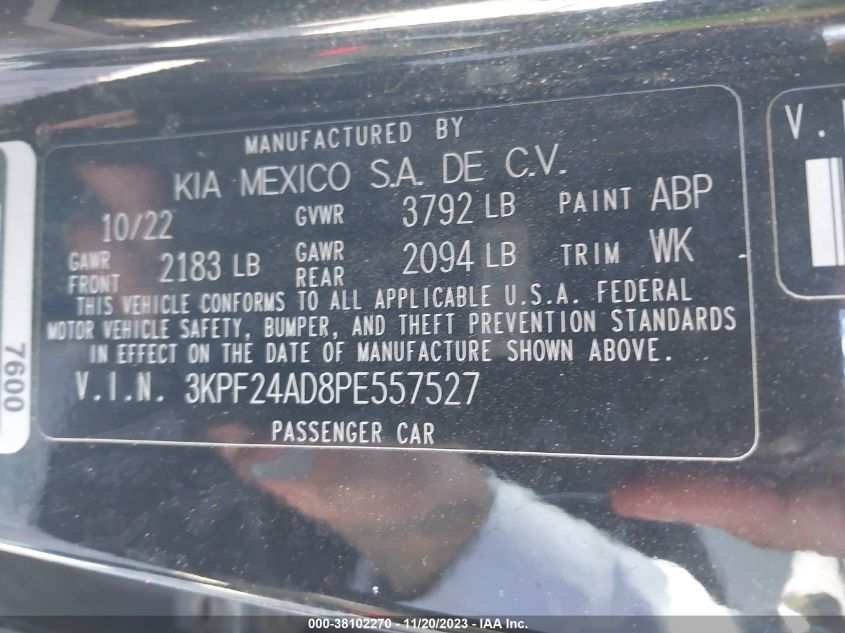 MANUFACTURED BY
KIA MEXICO S.A. DE C.V.
10/22 GVWR 3792 LB PAINT ABP
GAWR FRONT 2183 LB GAWR REAR 2094 LB TRIM WK
THIS VEHICLE CONFORMS TO ALL APPLICABLE U.S.A. FEDERAL
MOTOR VEHICLE SAFETY, BUMPER, AND THEFT PREVENTION STANDARDS
IN EFFECT ON THE DATE OF MANUFACTURE SHOWN ABOVE.
V.I.N. 3KPF24AD8PE557527
PASSENGER CAR
7600
V.
000-38102270 - 11/20/2023 - IAA Inc.